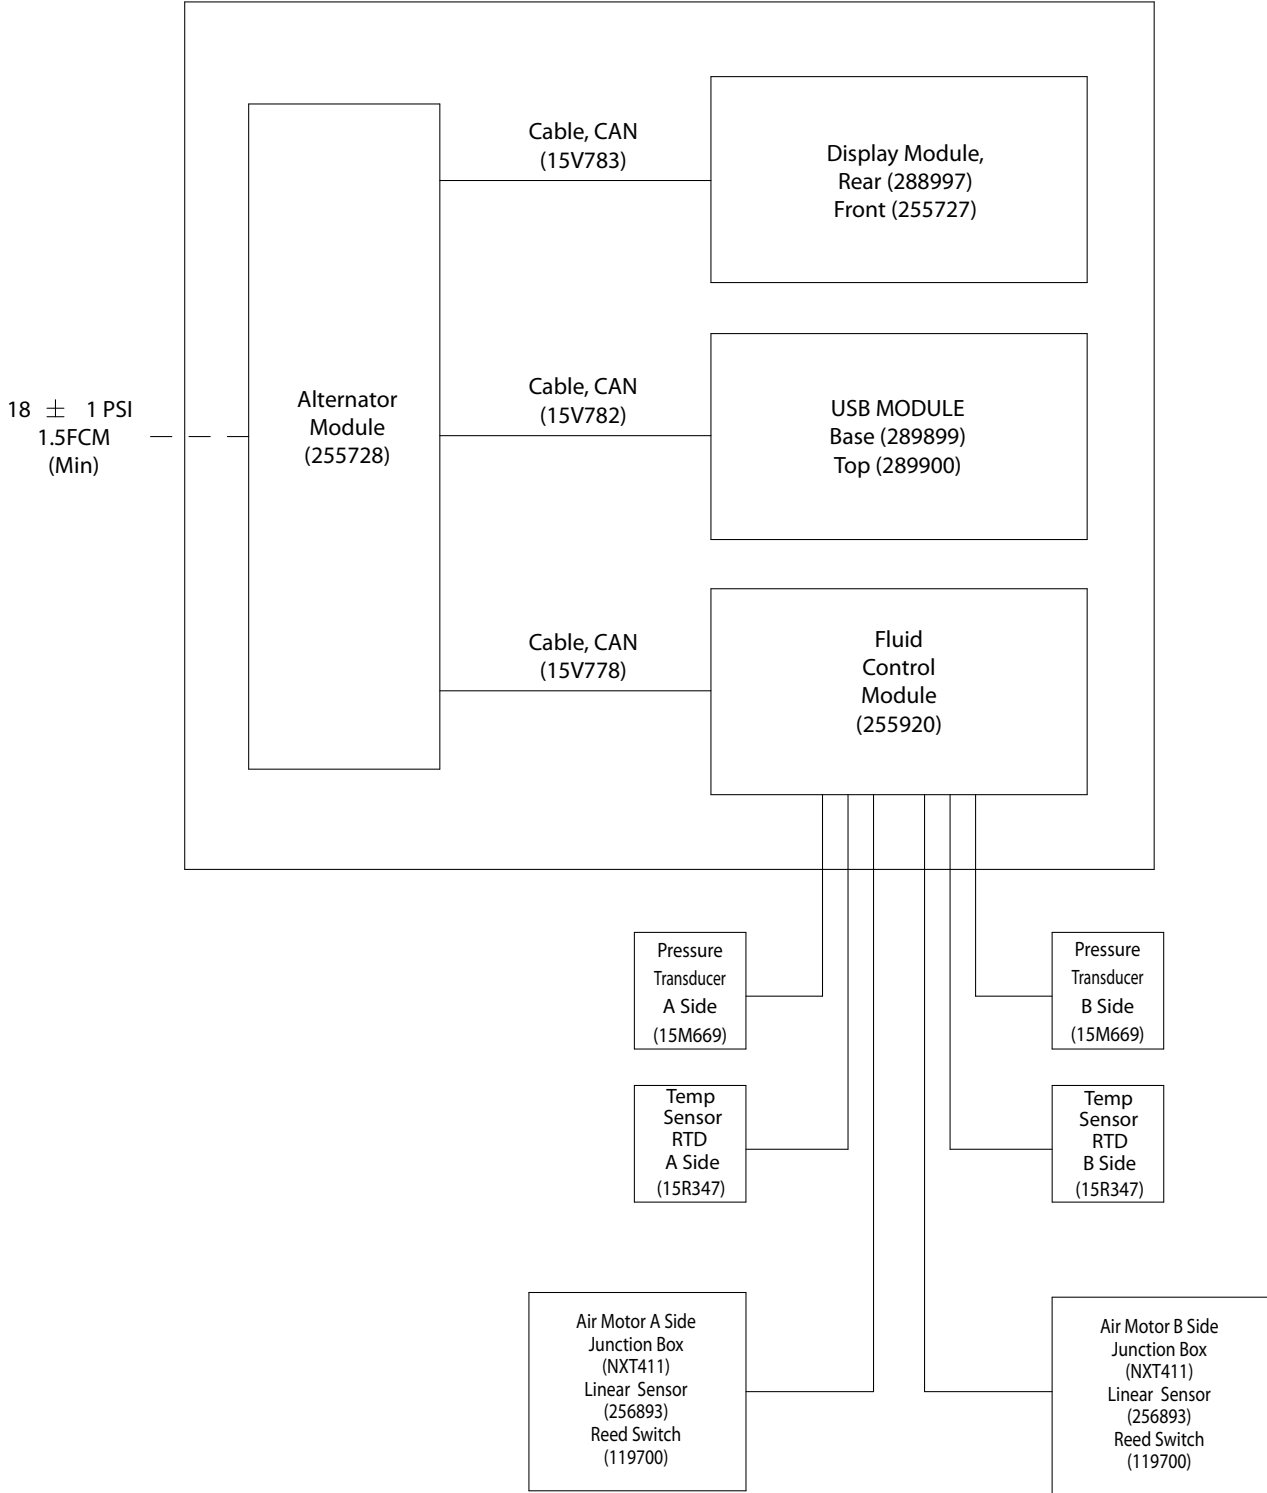 Cable, CAN
(15V783)
Display Module,
Rear (288997)
Front (255727)
18 ± 1 PSI
1.5FCM
(Min)
Alternator
Module
(255728)
Cable, CAN
(15V782)
USB MODULE
Base (289899)
Top (289900)
Cable, CAN
(15V778)
Fluid
Control
Module
(255920)
Pressure
Transducer
A Side
(15M669)
Pressure
Transducer
B Side
(15M669)
Temp
Sensor
RTD
A Side
(15R347)
Temp
Sensor
RTD
B Side
(15R347)
Air Motor A Side
Junction Box
(NXT411)
Linear Sensor
(256893)
Reed Switch
(119700)
Air Motor B Side
Junction Box
(NXT411)
Linear Sensor
(256893)
Reed Switch
(119700)